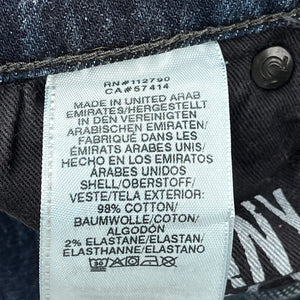 RN#112790
CA#57414
MADE IN UNITED ARAB
EMIRATES/HERGESTELLT
IN DEN VEREINIGTEN
ARABISCHEN EMIRATEN/
FABRIQUÉ DANS LES
ÉMIRATS ARABES UNIS/
HECHO EN LOS EMIRATOS
ÁRABES UNIDOS
SHELL/OBERSTOFF/
VESTE/TELA EXTERIOR:
98% COTTON/
BAUMWOLLE/COTON/
ALGODÓN
2% ELASTANE/ELASTAN/
ELASTHANNE/ELASTANO